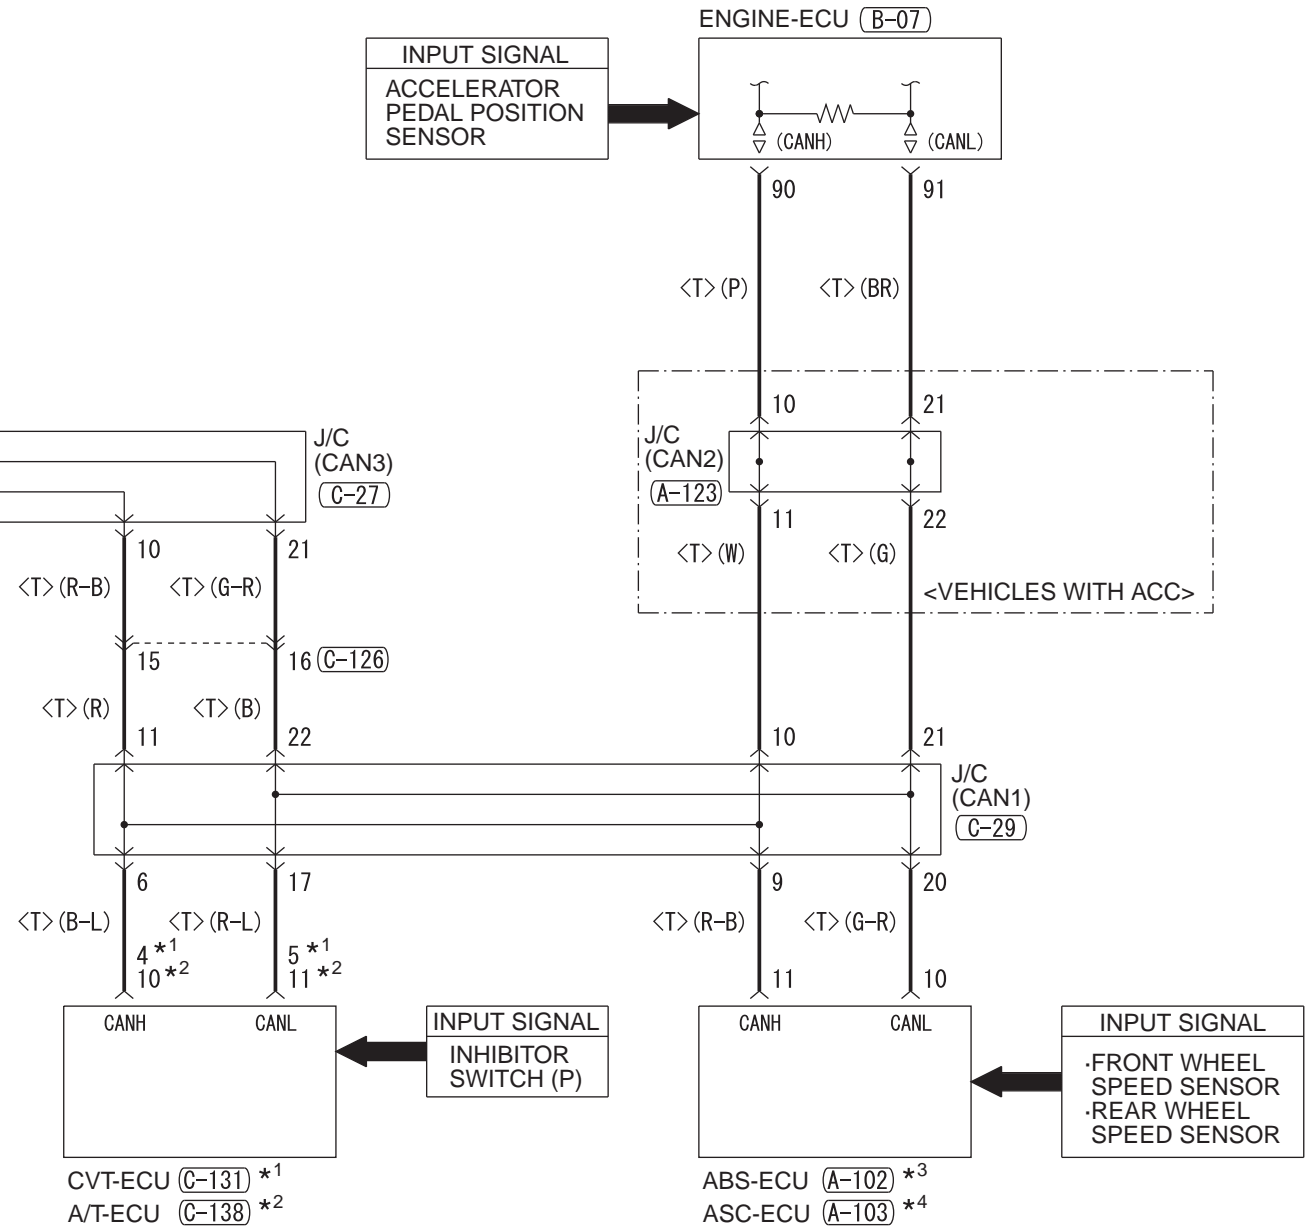 ENGINE-ECU B-07
INPUT SIGNAL
ACCELERATOR
PEDAL POSITION
SENSOR
(CANH) (CANL)
90 91
<T>(P) <T>(BR)
10 21
J/C
(CAN2)
A-123
11 22
<T>(W) <T>(G)
<VEHICLES WITH ACC>
J/C
(CAN3)
C-27
10 21
<T>(R-B) <T>(G-R)
15 16 C-126
<T>(R) <T>(B)
11 22 10 21
J/C
(CAN1)
C-29
6 17 9 20
<T>(B-L) <T>(R-L) <T>(R-B) <T>(G-R)
4 *1 5 *1
10 *2 11 *2 11 10
CANH CANL
INPUT SIGNAL
INHIBITOR
SWITCH (P)
CANH CANL
INPUT SIGNAL
·FRONT WHEEL
SPEED SENSOR
·REAR WHEEL
SPEED SENSOR
CVT-ECU C-131 *1
A/T-ECU C-138 *2
ABS-ECU A-102 *3
ASC-ECU A-103 *4